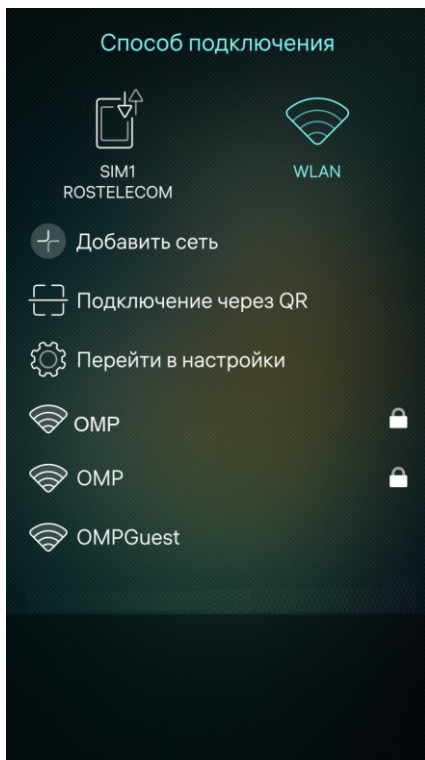 Способ подключения
SIM1
ROSTELECOM
WLAN
Добавить сеть
Подключение через QR
Перейти в настройки
OMP
OMP
OMPGuest